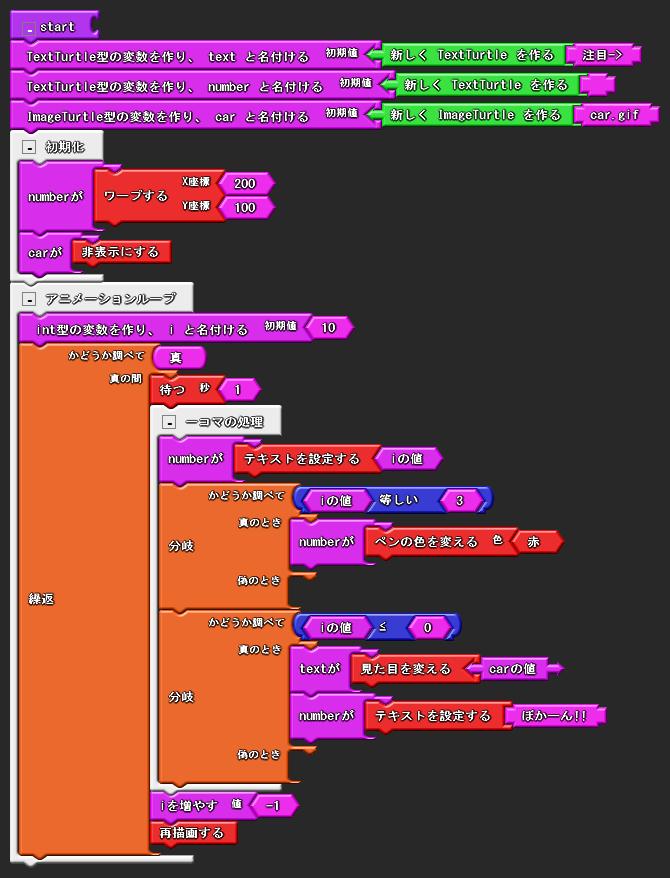 start
TextTurtle型の変数を作り、 text と名付ける 初期値 新しく TextTurtle を作る 注目->
TextTurtle型の変数を作り、 number と名付ける 初期値 新しく TextTurtle を作る
ImageTurtle型の変数を作り、 car と名付ける 初期値 新しく ImageTurtle を作る car.gif
- 初期化
numberが ワープする X座標 200
Y座標 100
carが 非表示にする
- アニメーションループ
int型の変数を作り、 i と名付ける 初期値 10
かどうか調べて 真
真の間
待つ 秒 1
- 一コマの処理
numberが テキストを設定する iの値
かどうか調べて iの値 等しい 3
真のとき
numberが ペンの色を変える 色 赤
分岐
偽のとき
繰返
かどうか調べて iの値 ≤ 0
真のとき
textが 見た目を変える carの値
分岐
numberが テキストを設定する ぼかーん!!
偽のとき
iを増やす 値 -1
再描画する